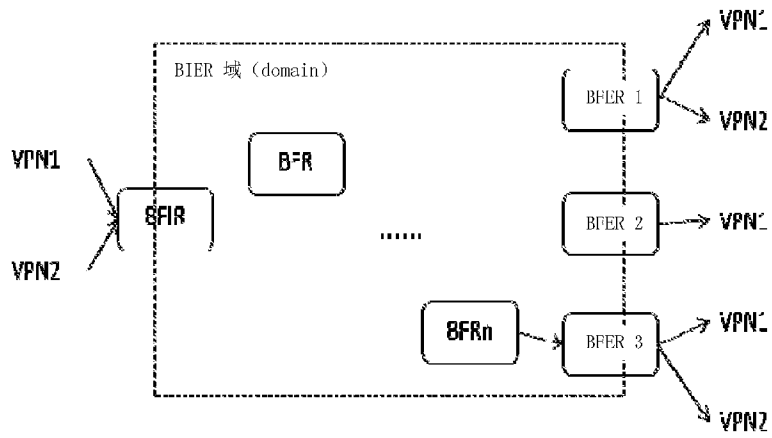 VPN1
BIER 域 (domain)
BFER 1
VPN2
BFR
VPN1
BFIR
VPN2
......
BFER 2
VPN1
BFRn
BFER 3
VPN1
VPN2